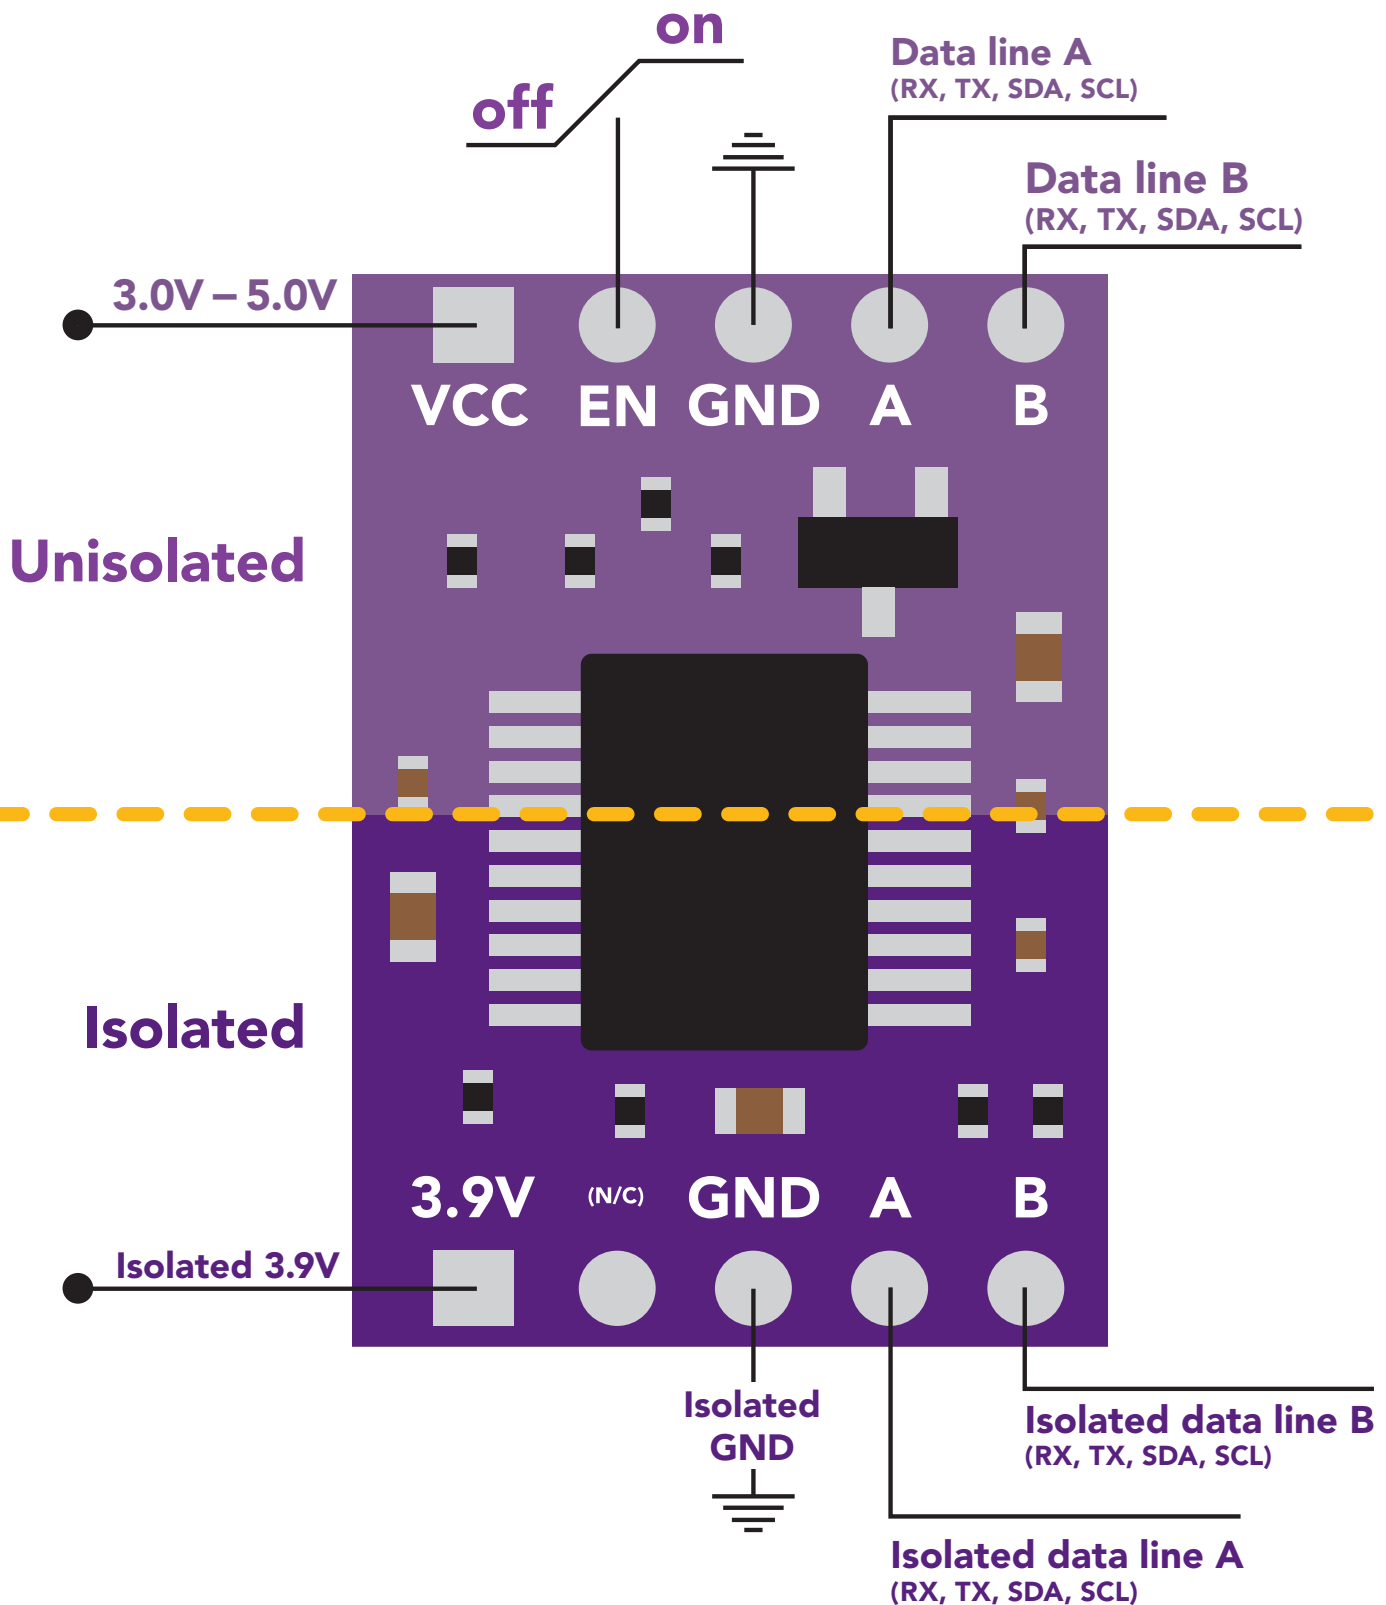 on
off
Data line A
(RX, TX, SDA, SCL)
Data line B
(RX, TX, SDA, SCL)
3.0V – 5.0V
VCC EN GND A B
Unisolated
Isolated
3.9V (N/C) GND A B
Isolated 3.9V
Isolated
GND
Isolated data line B
(RX, TX, SDA, SCL)
Isolated data line A
(RX, TX, SDA, SCL)